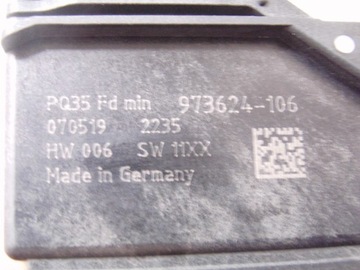 PQ35 Fd min 973624-106
070519 2235
HW 006 SW 11XX
Made in Germany